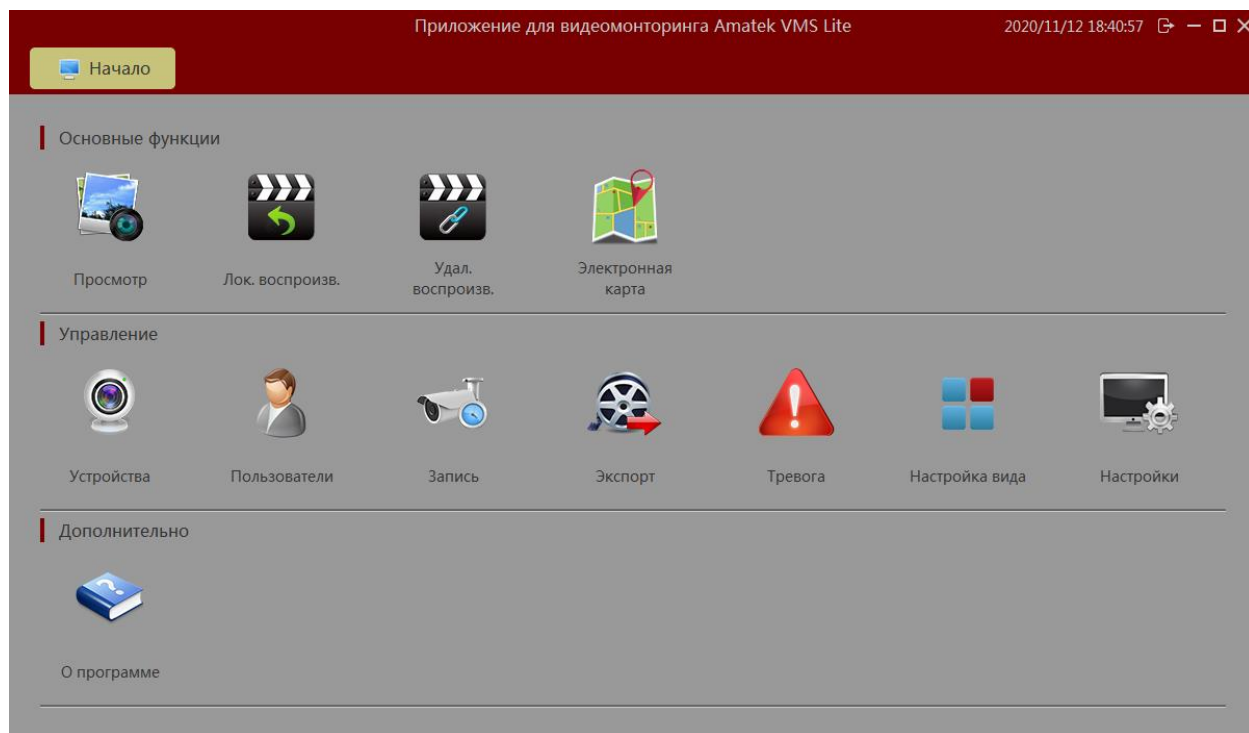 Приложение для видеомонторинга Amatek VMS Lite
2020/11/12 18:40:57
Начало
Основные функции
Просмотр
Лок. воспроизв.
Удал.
воспроизв.
Электронная
карта
Управление
Устройства
Пользователи
Запись
Экспорт
Тревога
Настройка вида
Настройки
Дополнительно
О программе